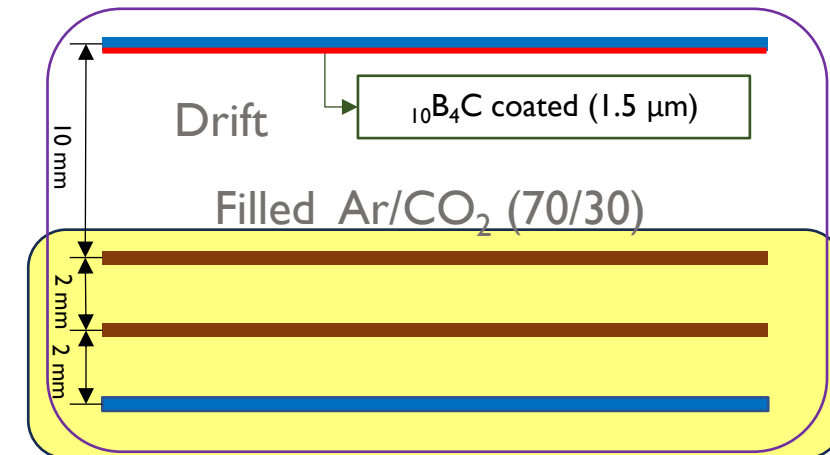 ₁₀B₄C coated (1.5 µm)
Drift
10 mm
Filled Ar/CO₂ (70/30)
2 mm
2 mm